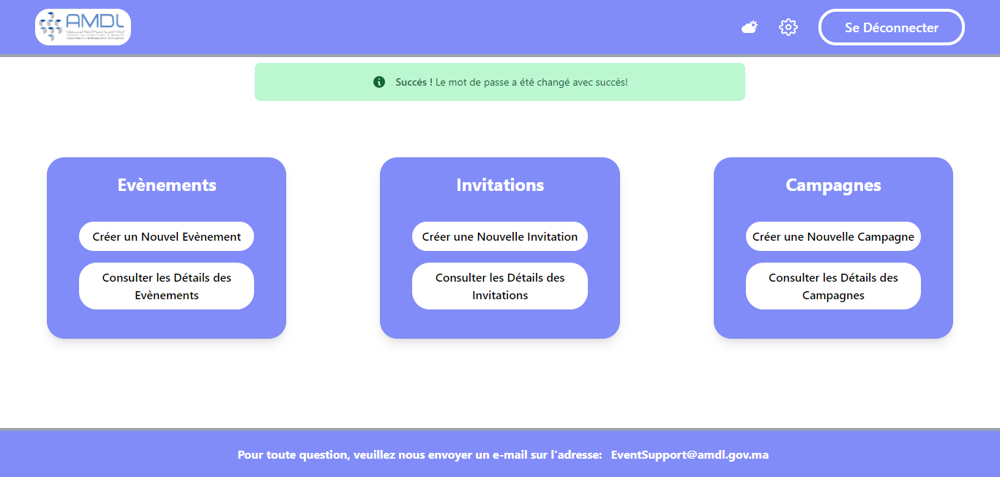 AMDL
Se Déconnecter
Succés ! Le mot de passe a été changé avec succès!
Evènements
Créer un Nouvel Evènement
Consulter les Détails des
Evènements
Invitations
Créer une Nouvelle Invitation
Consulter les Détails des
Invitations
Campagnes
Créer une Nouvelle Campagne
Consulter les Détails des
Campagnes
Pour toute question, veuillez nous envoyer un e-mail sur l'adresse: EventSupport@amdl.gov.ma